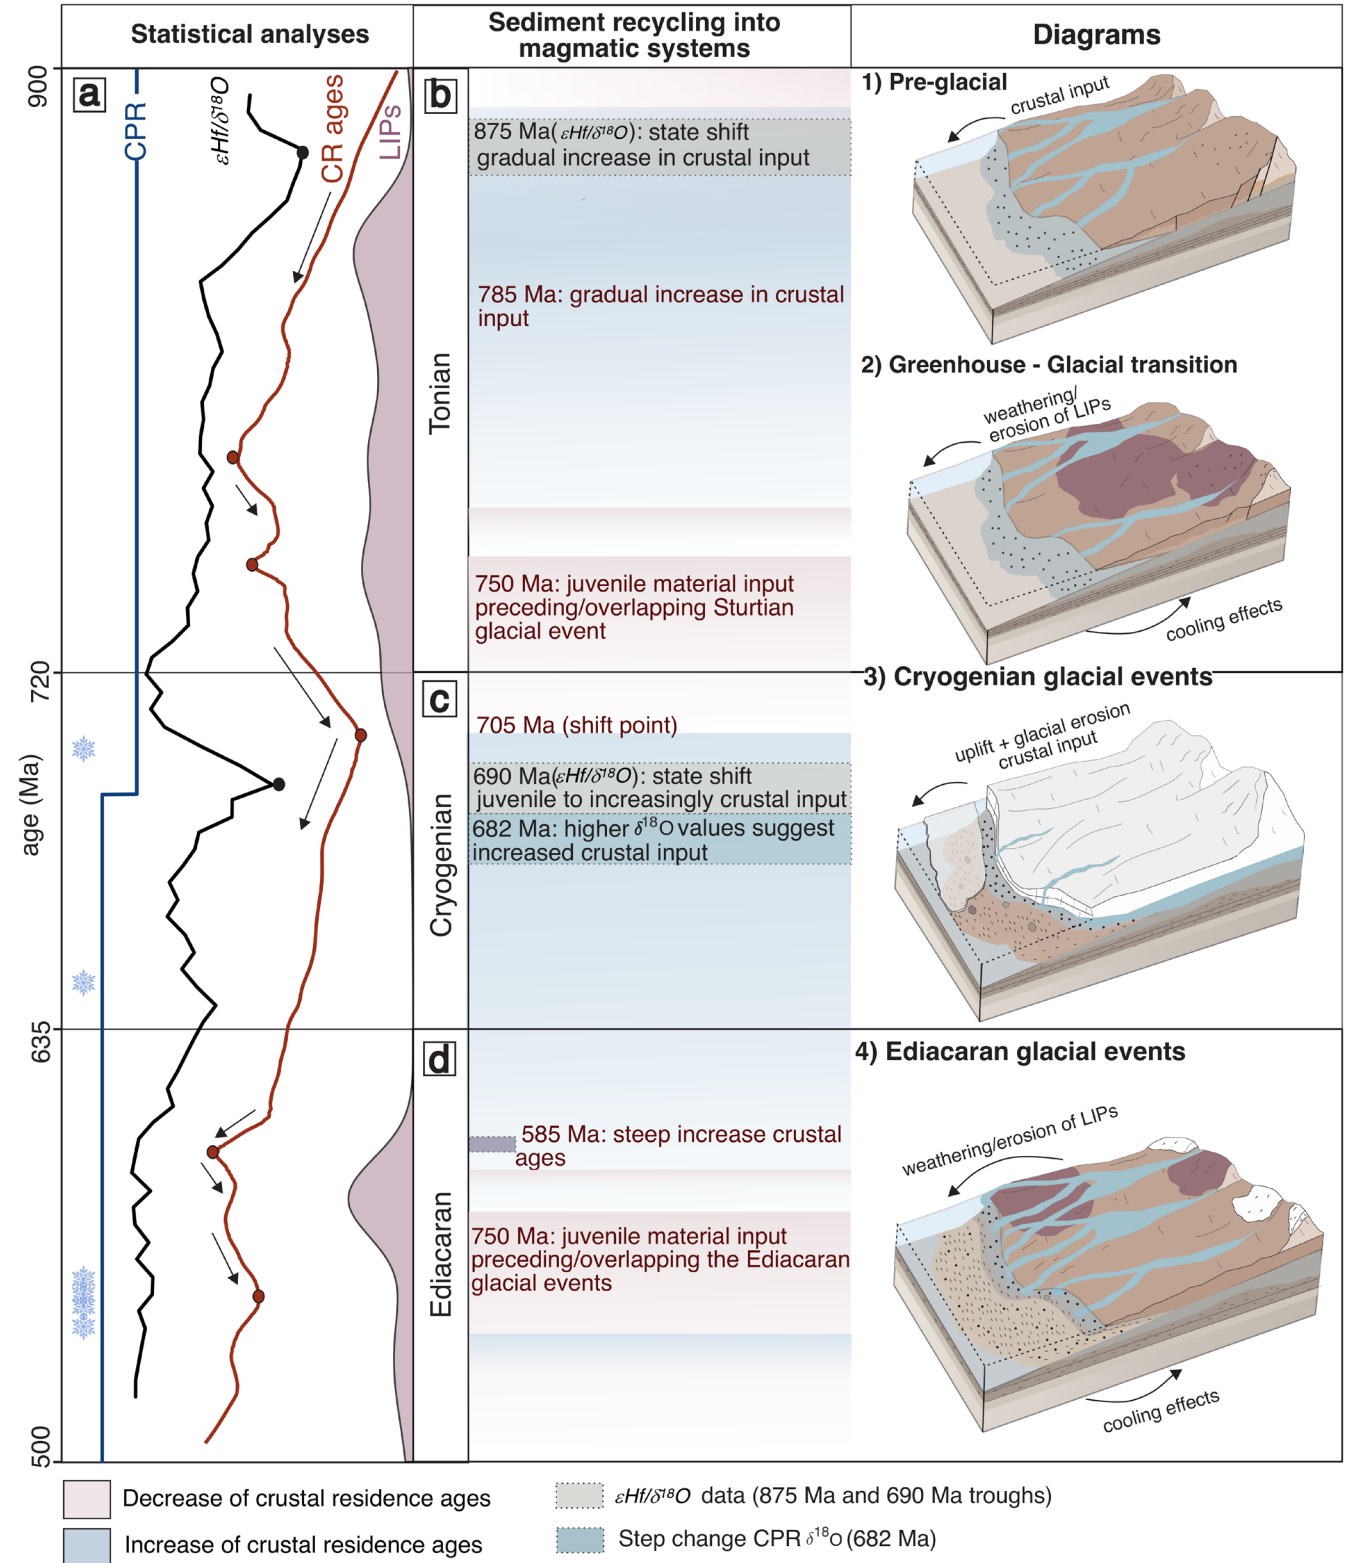 Statistical analyses
Sediment recycling into
magmatic systems
Diagrams
900
720
635
500
age (Ma)
a
CPR
εHf/δ18O
CR ages
LIPs
b
Tonian
875 Ma(εHf/δ18O): state shift
gradual increase in crustal input
785 Ma: gradual increase in crustal
input
750 Ma: juvenile material input
preceding/overlapping Sturtian
glacial event
1) Pre-glacial
crustal input
2) Greenhouse - Glacial transition
weathering/
erosion of LIPs
cooling effects
c
Cryogenian
705 Ma (shift point)
690 Ma(εHf/δ18O): state shift
juvenile to increasingly crustal input
682 Ma: higher δ18O values suggest
increased crustal input
3) Cryogenian glacial events
uplift + glacial erosion
crustal input
d
Ediacaran
585 Ma: steep increase crustal
ages
750 Ma: juvenile material input
preceding/overlapping the Ediacaran
glacial events
4) Ediacaran glacial events
weathering/erosion of LIPs
cooling effects
Decrease of crustal residence ages
Increase of crustal residence ages
εHf/δ18O data (875 Ma and 690 Ma troughs)
Step change CPR δ18O (682 Ma)